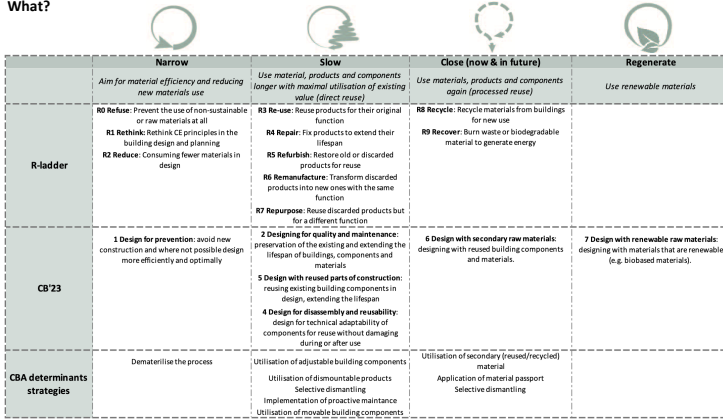 What?
Narrow
Slow
Close (now & in future)
Regenerate
Aim for material efficiency and reducing
new materials use
Use material, products and components
longer with maximal utilisation of existing
value (direct reuse)
Use materials, products and components
again (processed reuse)
Use renewable materials
R-ladder
R0 Refuse: Prevent the use of non-sustainable
or raw materials at all
R1 Rethink: Rethink CE principles in the
building design and planning
R2 Reduce: Consuming fewer materials in
design
R3 Re-use: Reuse products for their original
function
R4 Repair: Fix products to extend their
lifespan
R5 Refurbish: Restore old or discarded
products for reuse
R6 Remanufacture: Transform discarded
products into new ones with the same
function
R7 Repurpose: Reuse discarded products but
for a different function
R8 Recycle: Recycle materials from buildings
for new use
R9 Recover: Burn waste or biodegradable
material to generate energy
CB'23
1 Design for prevention: avoid new
construction and where not possible design
more efficiently and optimally
2 Designing for quality and maintenance:
preservation of the existing and extending the
lifespan of buildings, components and
materials
5 Design with reused parts of construction:
reusing existing building components in
design, extending the lifespan
4 Design for disassembly and reusability:
design for technical adaptability of
components for reuse without damaging
during or after use
6 Design with secondary raw materials:
designing with reused building components
and materials.
7 Design with renewable raw materials:
designing with materials that are renewable
(e.g. biobased materials).
CBA determinants
strategies
Dematerilise the process
Utilisation of adjustable building components
Utilisation of dismountable products
Selective dismantling
Implementation of proactive maintance
Utilisation of movable building components
Utilisation of secondary (reused/recycled)
material
Application of material passport
Selective dismantling